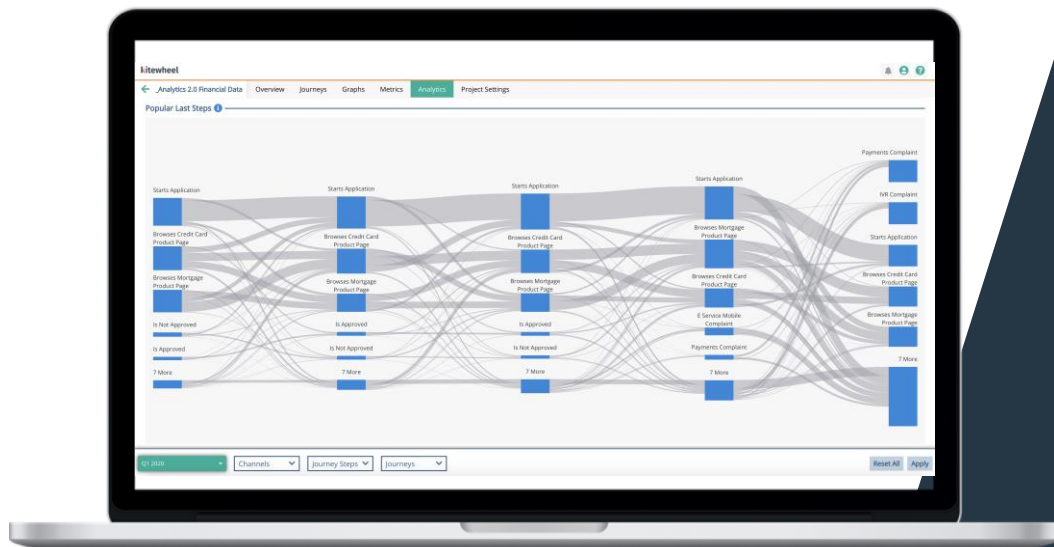 kitewheel
_Analytics 2.0 Financial Data
Overview
Journeys
Graphs
Metrics
Analytics
Project Settings
Popular Last Steps
Starts Application
Browses Credit Card
Product Page
Browses Mortgage
Product Page
Is Not Approved
Is Approved
7 More
Starts Application
Browses Credit Card
Product Page
Browses Mortgage
Product Page
Is Approved
Is Not Approved
7 More
Starts Application
Browses Credit Card
Product Page
Browses Mortgage
Product Page
Is Approved
Is Not Approved
7 More
Starts Application
Browses Mortgage
Product Page
Browses Credit Card
Product Page
E Service Mobile
Complaint
Payments Complaint
7 More
Payments Complaint
IVR Complaint
Starts Application
Browses Credit Card
Product Page
Browses Mortgage
Product Page
7 More
2020
Channels
Journey Steps
Journeys
Reset All
Apply